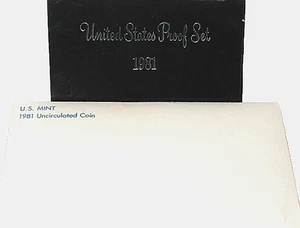 United States Proof Set
1981
U.S. MINT
1981 Uncirculated Coin